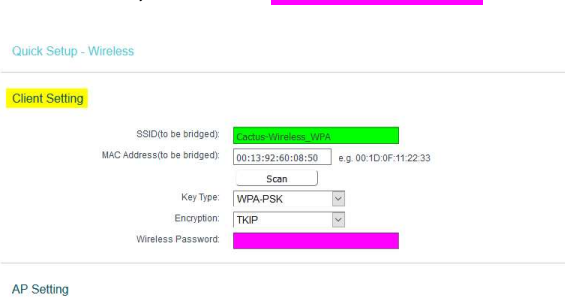 Quick Setup - Wireless
Client Setting
SSID(to be bridged): Cactus-Wireless_WPA
MAC Address(to be bridged): 00:13:92:60:08:50 e.g. 00:1D:0F:11:22:33
Scan
Key Type: WPA-PSK
Encryption: TKIP
Wireless Password:
AP Setting